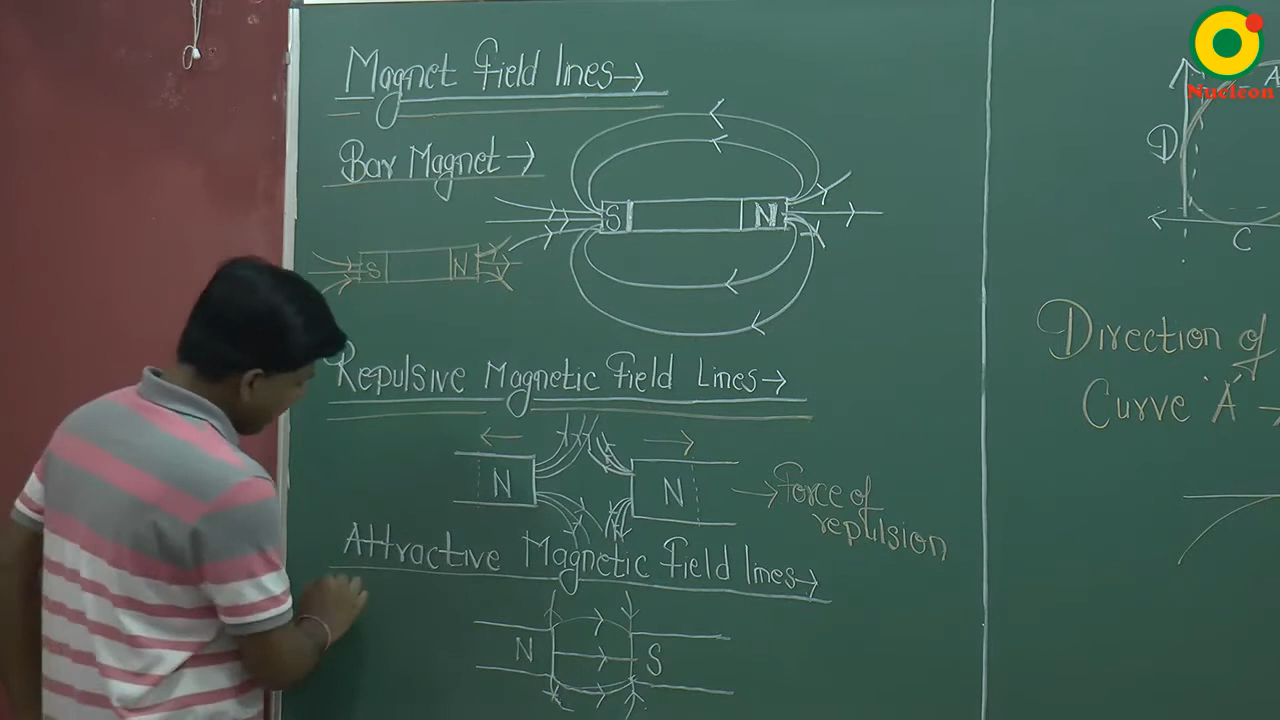 Magnet Field lines→
Bar Magnet →
S N
S N
Repulsive Magnetic Field Lines→
N N → Force of
repulsion
Attractive Magnetic Field lines→
N S
Nucleon
A
D
C
Direction of
Curve 'A' →